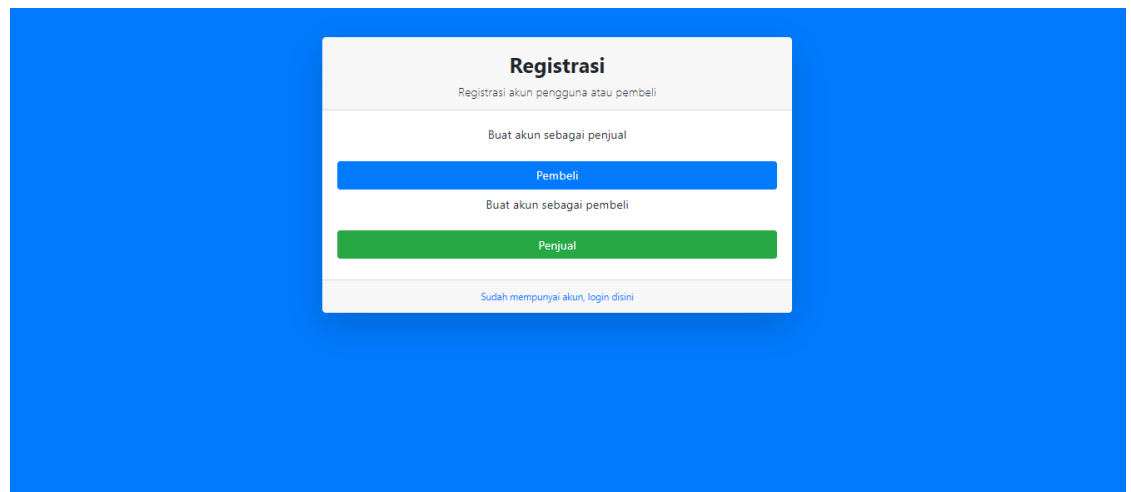 Registrasi
Registrasi akun pengguna atau pembeli
Buat akun sebagai penjual
Pembeli
Buat akun sebagai pembeli
Penjual
Sudah mempunyai akun, login disini